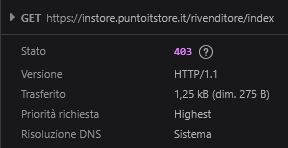 GET https://instore.puntoitstore.it/rivenditore/index
Stato 403 ?
Versione HTTP/1.1
Trasferito 1,25 kB (dim. 275 B)
Priorità richiesta Highest
Risoluzione DNS Sistema